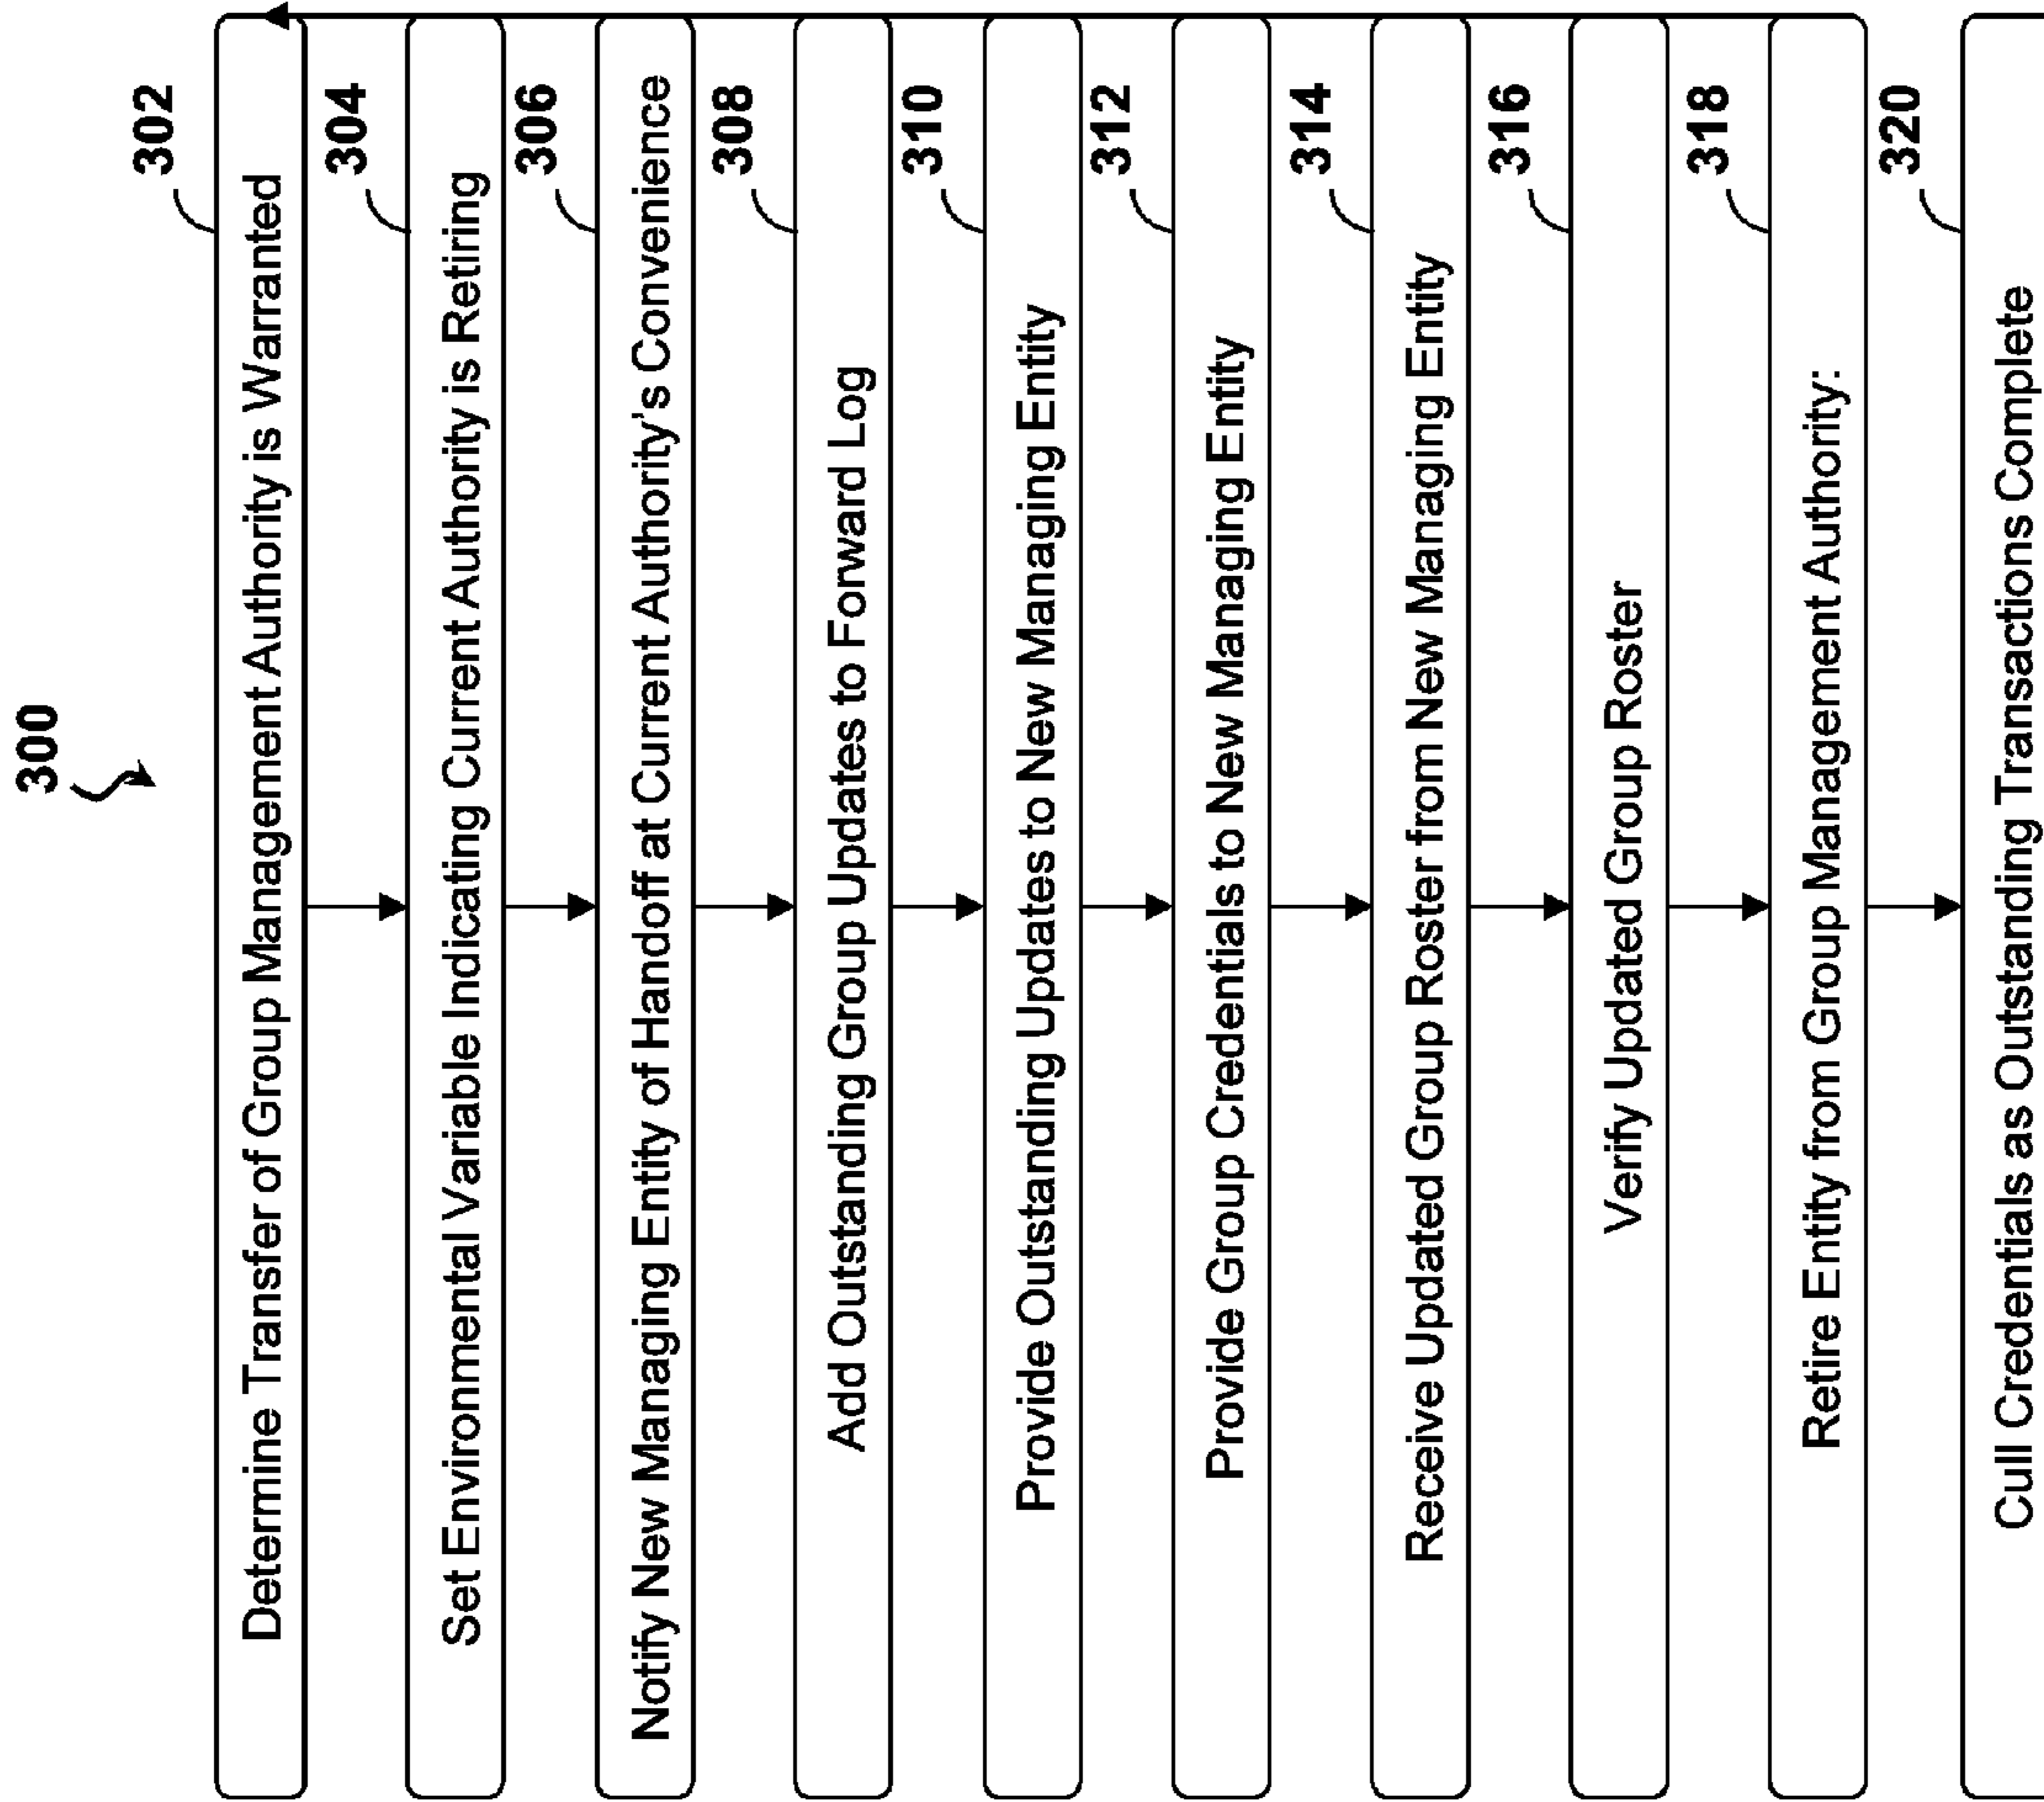 300
302
Determine Transfer of Group Management Authority is Warranted
304
Set Environmental Variable Indicating Current Authority is Retiring
306
Notify New Managing Entity of Handoff at Current Authority's Convenience
308
Add Outstanding Group Updates to Forward Log
310
Provide Outstanding Updates to New Managing Entity
312
Provide Group Credentials to New Managing Entity
314
Receive Updated Group Roster from New Managing Entity
316
Verify Updated Group Roster
318
Retire Entity from Group Management Authority:
320
Cull Credentials as Outstanding Transactions Complete